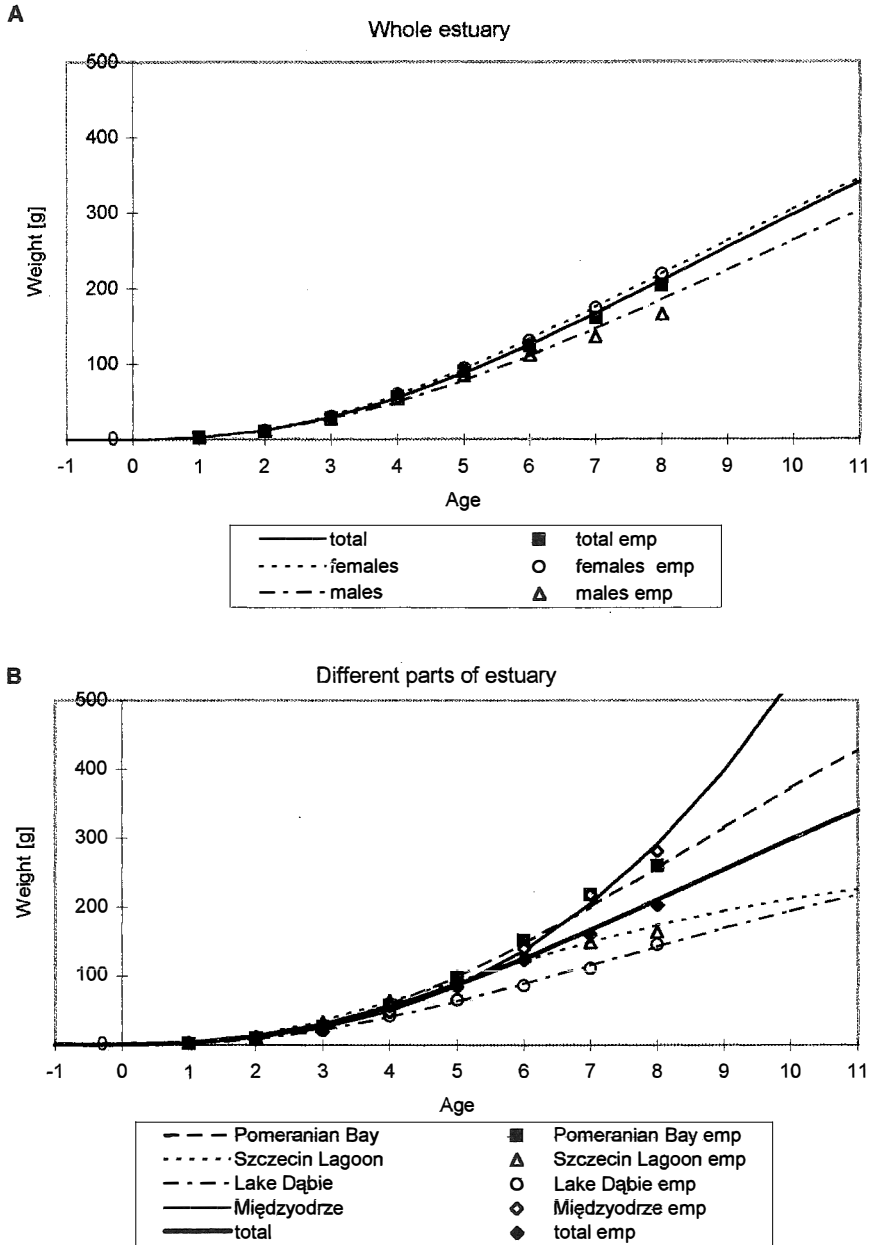 A
Whole estuary
500
400
300
200
100
0
Weight [g]
-1 0 1 2 3 4 5 6 7 8 9 10 11
Age
total
total emp
females
females emp
males
males emp
B
Different parts of estuary
500
400
300
200
100
0
Weight [g]
-1 0 1 2 3 4 5 6 7 8 9 10 11
Age
Pomeranian Bay
Pomeranian Bay emp
Szczecin Lagoon
Szczecin Lagoon emp
Lake Dąbie
Lake Dąbie emp
Międzyodrze
Międzyodrze emp
total
total emp